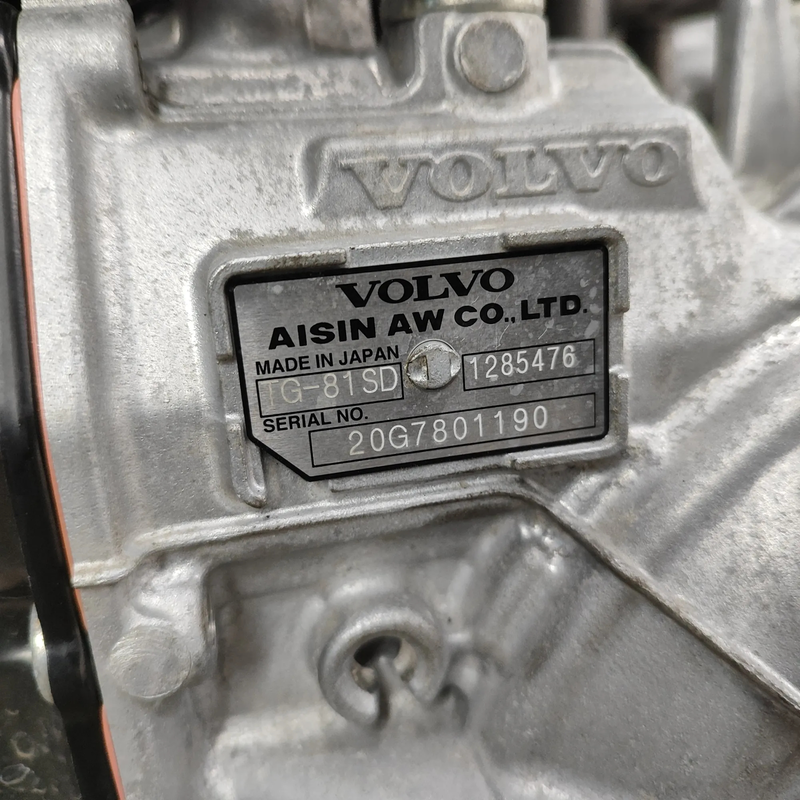 VOLVO
VOLVO
AISIN AW CO.,LTD.
MADE IN JAPAN
TG-81SD 1285476
SERIAL NO.
20G7801190